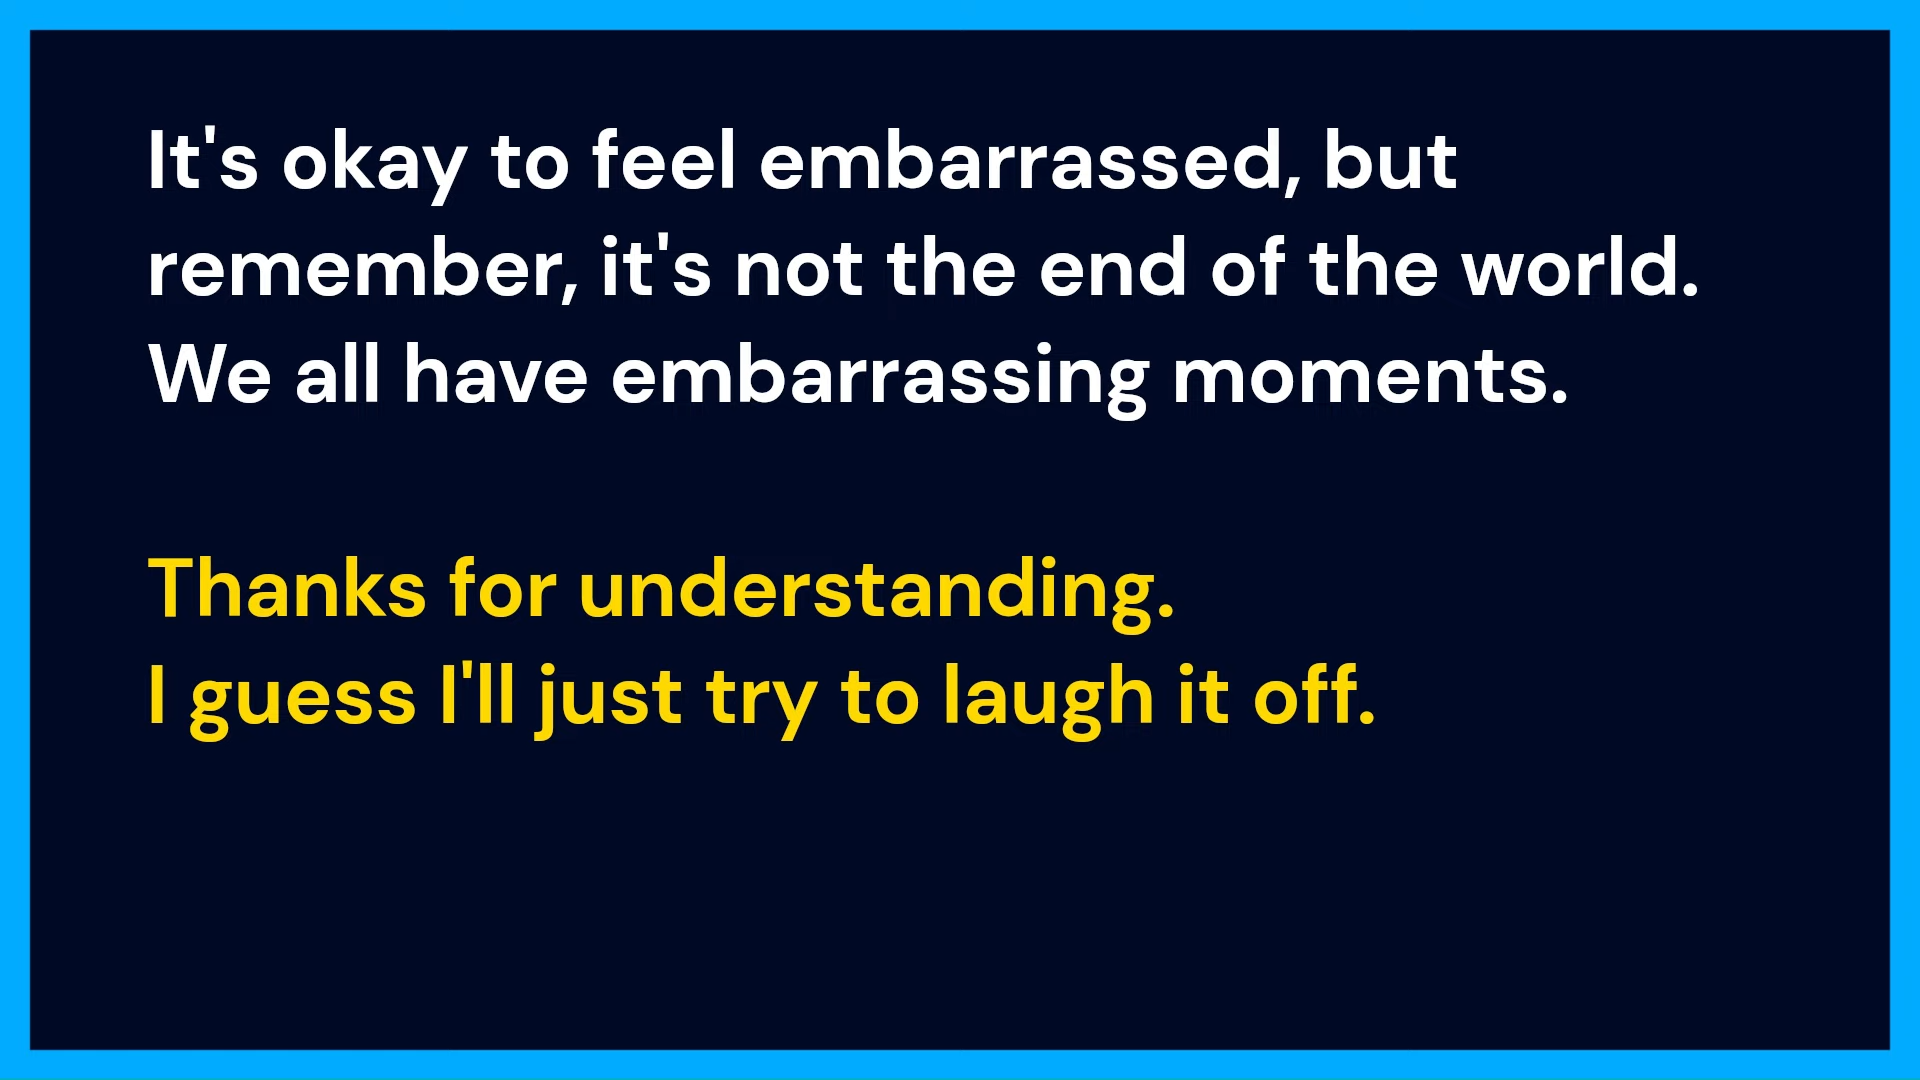 It's okay to feel embarrassed, but
remember, it's not the end of the world.
We all have embarrassing moments.
Thanks for understanding.
I guess I'll just try to laugh it off.